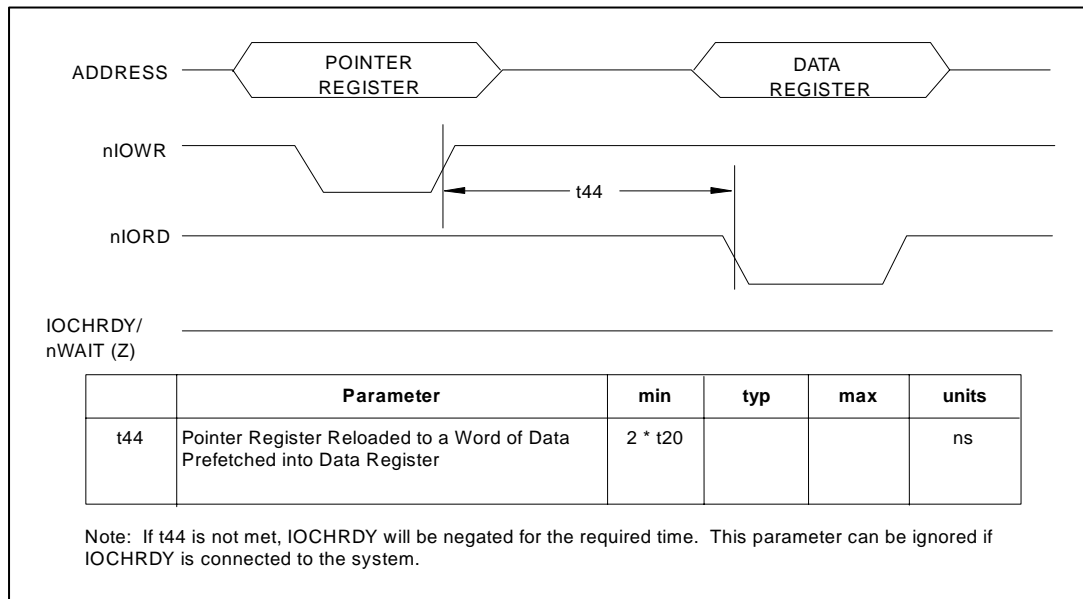 ADDRESS
POINTER
REGISTER
DATA
REGISTER
nIOWR
t44
nIORD
IOCHRDY/
nWAIT (Z)
Parameter min typ max units
t44 Pointer Register Reloaded to a Word of Data 2 * t20 ns
Prefetched into Data Register
Note: If t44 is not met, IOCHRDY will be negated for the required time. This parameter can be ignored if
IOCHRDY is connected to the system.